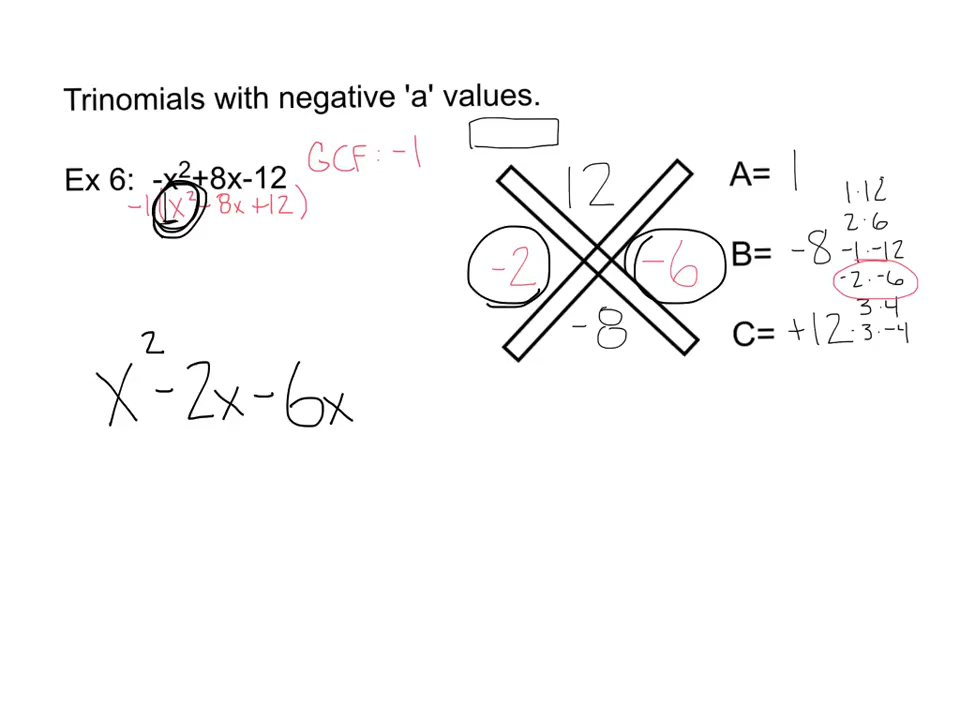 Trinomials with negative 'a' values.
GCF: -1
Ex 6: -x²+8x-12
-1(1x² - 8x +12)
12
-2 -6
-8
A= 1
1·12
2·6
B= -8 -1·-12
-2·-6
3·4
C= +12 -3·-4
x² - 2x - 6x